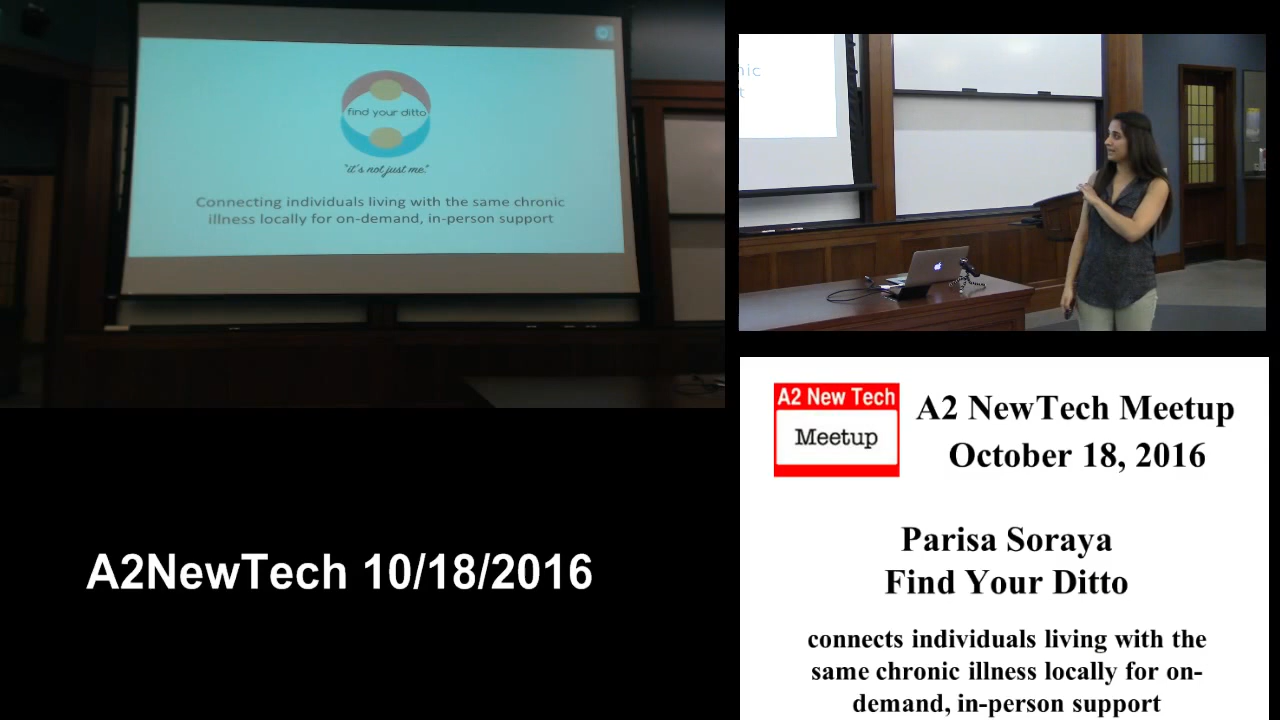 find your ditto
"it's not just me."
Connecting individuals living with the same chronic
illness locally for on-demand, in-person support
A2NewTech 10/18/2016
A2 New Tech
Meetup
A2 NewTech Meetup
October 18, 2016
Parisa Soraya
Find Your Ditto
connects individuals living with the
same chronic illness locally for on-
demand, in-person support